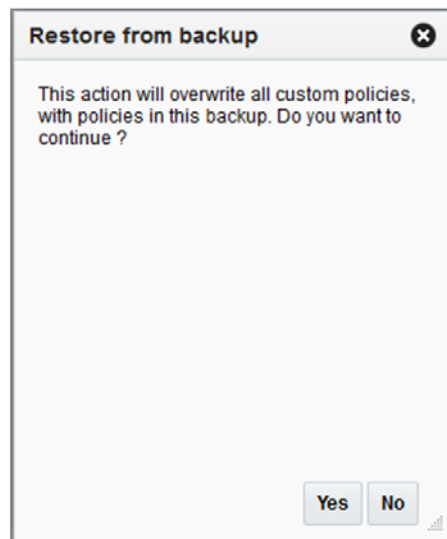 Restore from backup
This action will overwrite all custom policies,
with policies in this backup. Do you want to
continue ?
Yes No